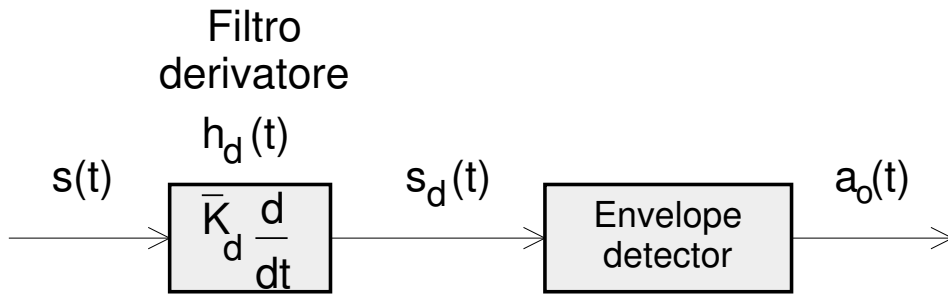 Filtro
derivatore
h_d(t)
s(t)
s_d(t)
a_o(t)
K̅_d d/dt
Envelope
detector